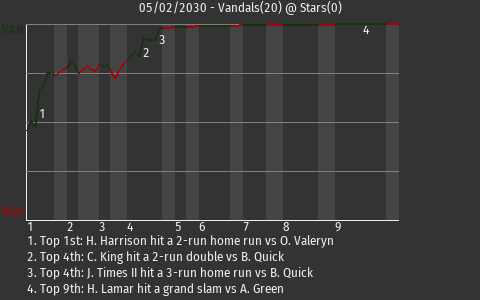 05/02/2030 - Vandals(20) @ Stars(0)
VAN
1
2
3
4
1 2 3 4 5 6 7 8 9
1. Top 1st: H. Harrison hit a 2-run home run vs O. Valeryn
2. Top 4th: C. King hit a 2-run double vs B. Quick
3. Top 4th: J. Times II hit a 3-run home run vs B. Quick
4. Top 9th: H. Lamar hit a grand slam vs A. Green